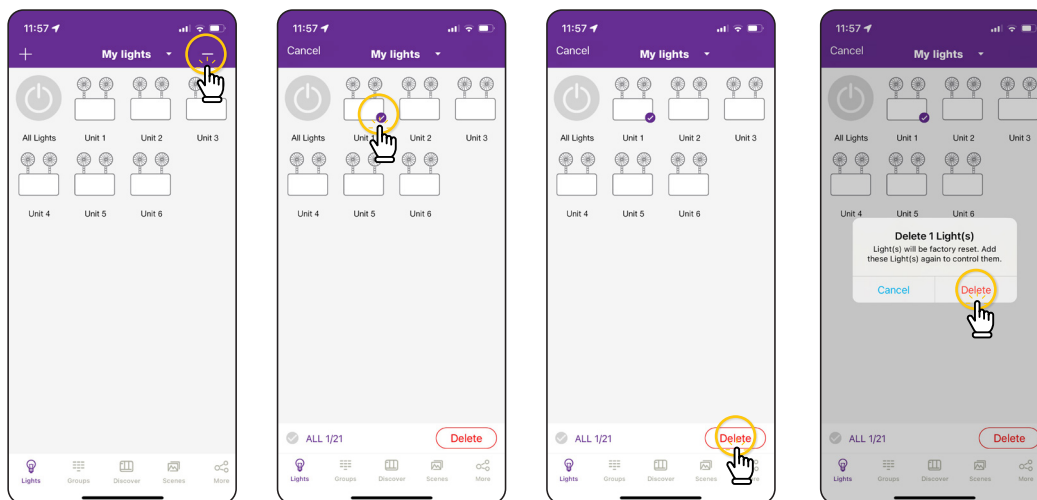 11:57
My lights
All Lights
Unit 1
Unit 2
Unit 3
Unit 4
Unit 5
Unit 6
Lights
Groups
Discover
Scenes
More
11:57
Cancel
My lights
All Lights
Unit 1
Unit 2
Unit 3
Unit 4
Unit 5
Unit 6
ALL 1/21
Delete
Lights
Groups
Discover
Scenes
More
11:57
Cancel
My lights
All Lights
Unit 1
Unit 2
Unit 3
Unit 4
Unit 5
Unit 6
ALL 1/21
Delete
Lights
Groups
Discover
Scenes
11:57
Cancel
My lights
All Lights
Unit 1
Unit 2
Unit 3
Unit 4
Unit 5
Unit 6
Delete 1 Light(s)
Light(s) will be factory reset. Add
these Light(s) again to control them.
Cancel
Delete
ALL 1/21
Delete
Lights
Groups
Discover
Scenes
More